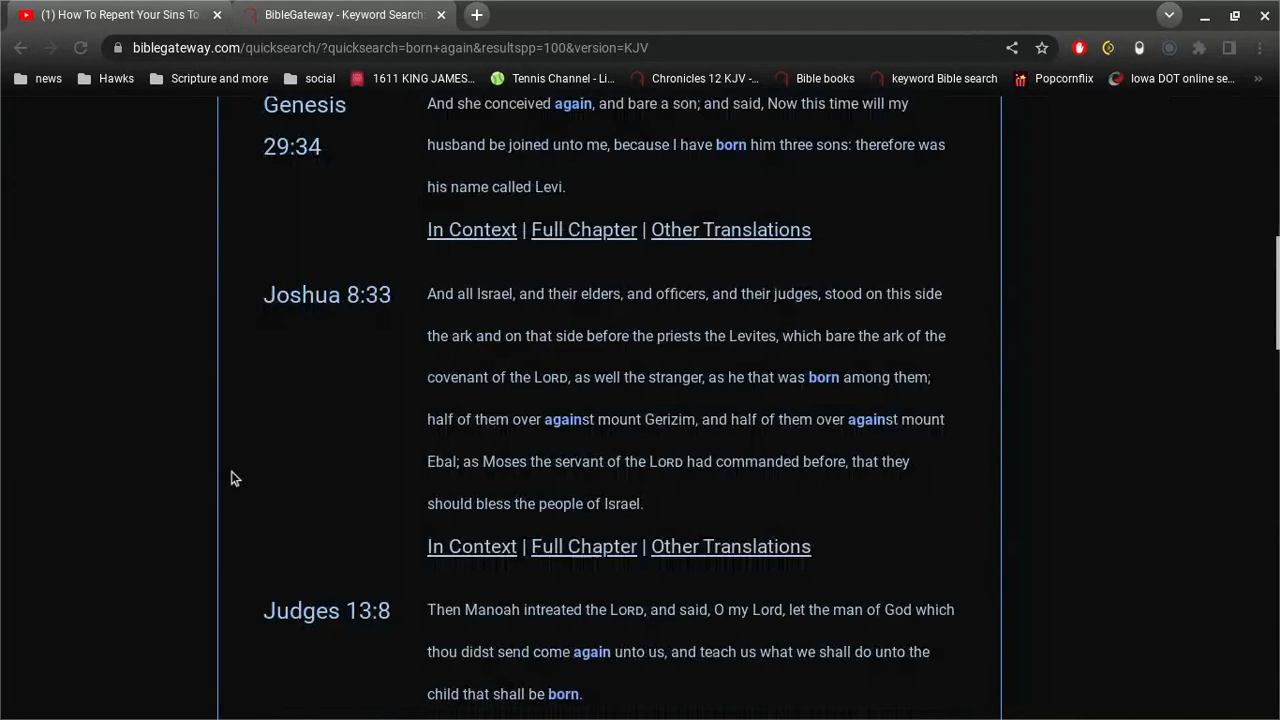 (1) How To Repent Your Sins To
BibleGateway - Keyword Search:
biblegateway.com/quicksearch/?quicksearch=born+again&resultspp=100&version=KJV
news Hawks Scripture and more social 1611 KING JAMES... Tennis Channel - Li... Chronicles 12 KJV -... Bible books keyword Bible search Popcornflix Iowa DOT online se... »
Genesis
29:34
And she conceived again, and bare a son; and said, Now this time will my
husband be joined unto me, because I have born him three sons: therefore was
his name called Levi.
In Context | Full Chapter | Other Translations
Joshua 8:33
And all Israel, and their elders, and officers, and their judges, stood on this side
the ark and on that side before the priests the Levites, which bare the ark of the
covenant of the LORD, as well the stranger, as he that was born among them;
half of them over against mount Gerizim, and half of them over against mount
Ebal; as Moses the servant of the LORD had commanded before, that they
should bless the people of Israel.
In Context | Full Chapter | Other Translations
Judges 13:8
Then Manoah intreated the LORD, and said, O my Lord, let the man of God which
thou didst send come again unto us, and teach us what we shall do unto the
child that shall be born.